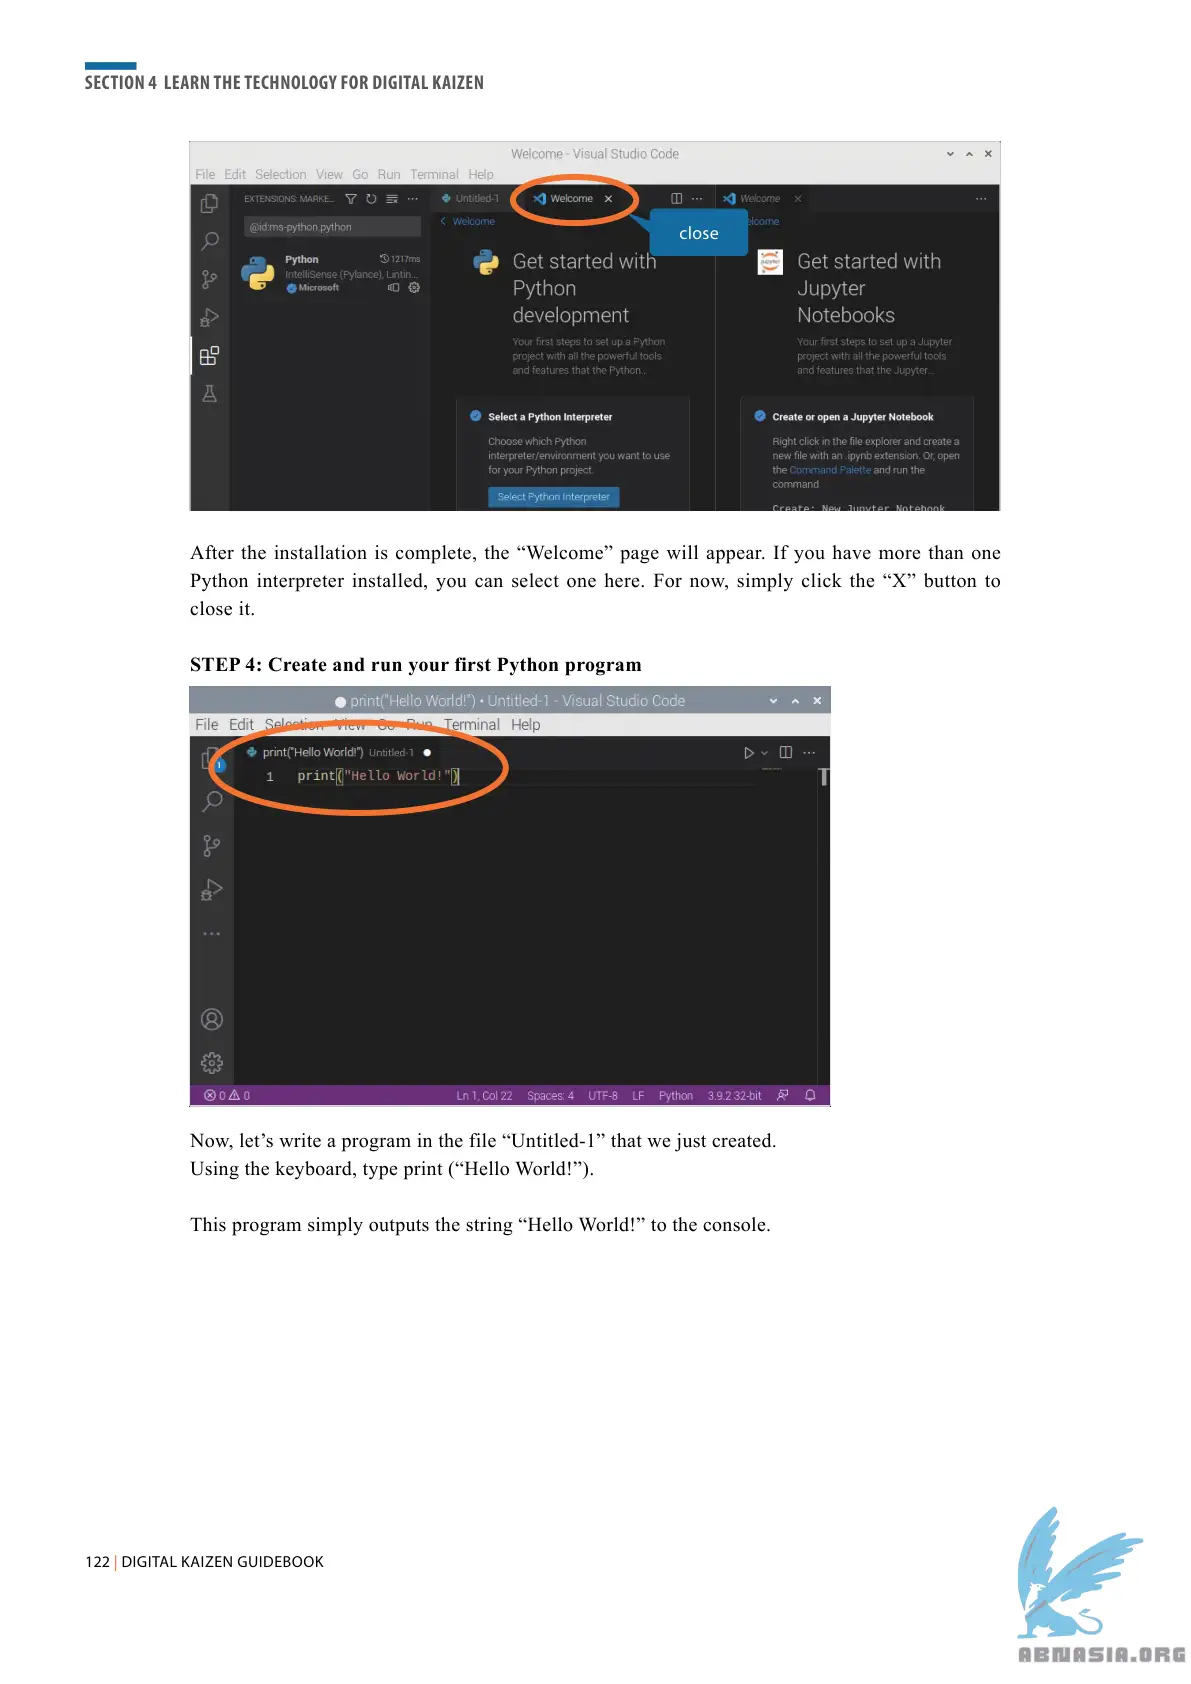 SECTION 4 LEARN THE TECHNOLOGY FOR DIGITAL KAIZEN
Welcome - Visual Studio Code
File Edit Selection View Go Run Terminal Help
EXTENSIONS: MARKE...
Untitled-1
Welcome
Welcome
@id:ms-python.python
Welcome
close
elcome
Python
1217ms
IntelliSense (Pylance), Lintin...
Microsoft
Get started with
Python
development
Your first steps to set up a Python
project with all the powerful tools
and features that the Python...
Select a Python Interpreter
Choose which Python
interpreter/environment you want to use
for your Python project.
Select Python Interpreter
Get started with
Jupyter
Notebooks
Your first steps to set up a Jupyter
project with all the powerful tools
and features that the Jupyter...
Create or open a Jupyter Notebook
Right click in the file explorer and create a
new file with an .ipynb extension. Or, open
the Command Palette and run the
command
Create: New Jupyter Notebook
After the installation is complete, the “Welcome” page will appear. If you have more than one
Python interpreter installed, you can select one here. For now, simply click the “X” button to
close it.
STEP 4: Create and run your first Python program
print("Hello World!") • Untitled-1 - Visual Studio Code
File Edit Selection View Go Run Terminal Help
print("Hello World!") Untitled-1
1
1 print("Hello World!")
0 0
Ln 1, Col 22 Spaces: 4 UTF-8 LF Python 3.9.2 32-bit
Now, let’s write a program in the file “Untitled-1” that we just created.
Using the keyboard, type print (“Hello World!”).
This program simply outputs the string “Hello World!” to the console.
122 | DIGITAL KAIZEN GUIDEBOOK
ABNASIA.ORG